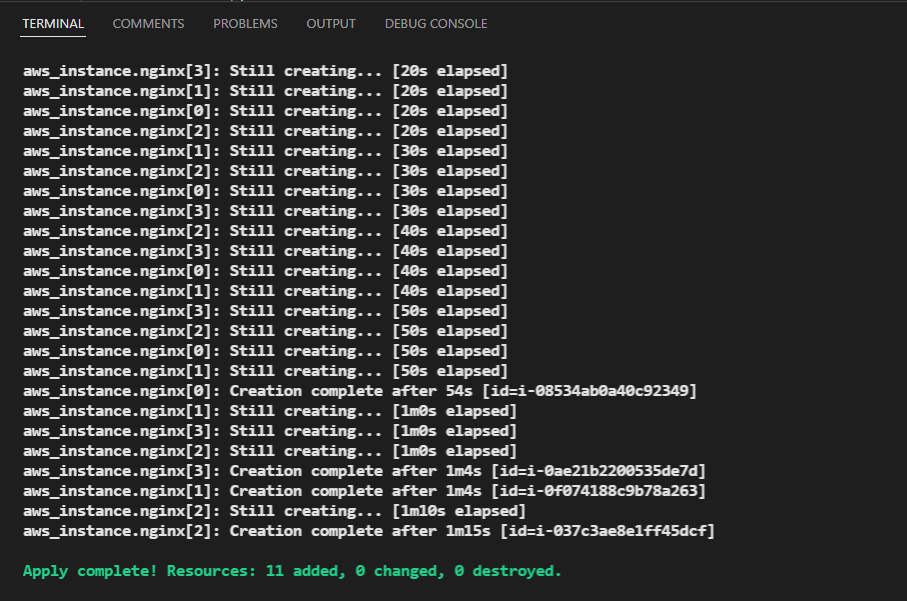 TERMINAL COMMENTS PROBLEMS OUTPUT DEBUG CONSOLE
aws_instance.nginx[3]: Still creating... [20s elapsed]
aws_instance.nginx[1]: Still creating... [20s elapsed]
aws_instance.nginx[0]: Still creating... [20s elapsed]
aws_instance.nginx[2]: Still creating... [20s elapsed]
aws_instance.nginx[1]: Still creating... [30s elapsed]
aws_instance.nginx[2]: Still creating... [30s elapsed]
aws_instance.nginx[0]: Still creating... [30s elapsed]
aws_instance.nginx[3]: Still creating... [30s elapsed]
aws_instance.nginx[2]: Still creating... [40s elapsed]
aws_instance.nginx[3]: Still creating... [40s elapsed]
aws_instance.nginx[0]: Still creating... [40s elapsed]
aws_instance.nginx[1]: Still creating... [40s elapsed]
aws_instance.nginx[3]: Still creating... [50s elapsed]
aws_instance.nginx[2]: Still creating... [50s elapsed]
aws_instance.nginx[0]: Still creating... [50s elapsed]
aws_instance.nginx[1]: Still creating... [50s elapsed]
aws_instance.nginx[0]: Creation complete after 54s [id=i-08534ab0a40c92349]
aws_instance.nginx[1]: Still creating... [1m0s elapsed]
aws_instance.nginx[3]: Still creating... [1m0s elapsed]
aws_instance.nginx[2]: Still creating... [1m0s elapsed]
aws_instance.nginx[3]: Creation complete after 1m4s [id=i-0ae21b2200535de7d]
aws_instance.nginx[1]: Creation complete after 1m4s [id=i-0f074188c9b78a263]
aws_instance.nginx[2]: Still creating... [1m10s elapsed]
aws_instance.nginx[2]: Creation complete after 1m15s [id=i-037c3ae8e1ff45dcf]
Apply complete! Resources: 11 added, 0 changed, 0 destroyed.